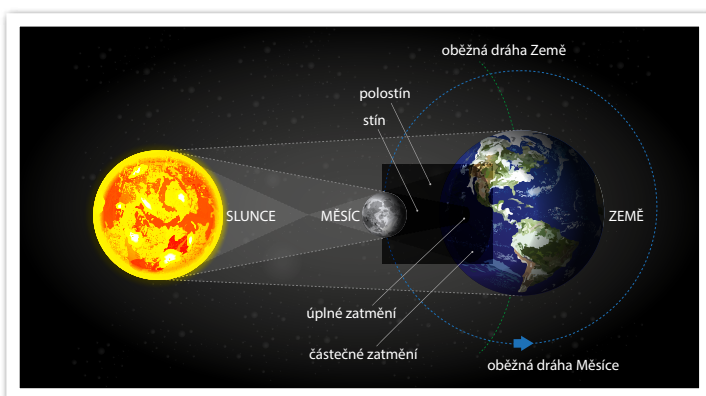 oběžná dráha Země
polostín
stín
SLUNCE
MĚSÍC
ZEMĚ
úplné zatmění
částečné zatmění
oběžná dráha Měsíce